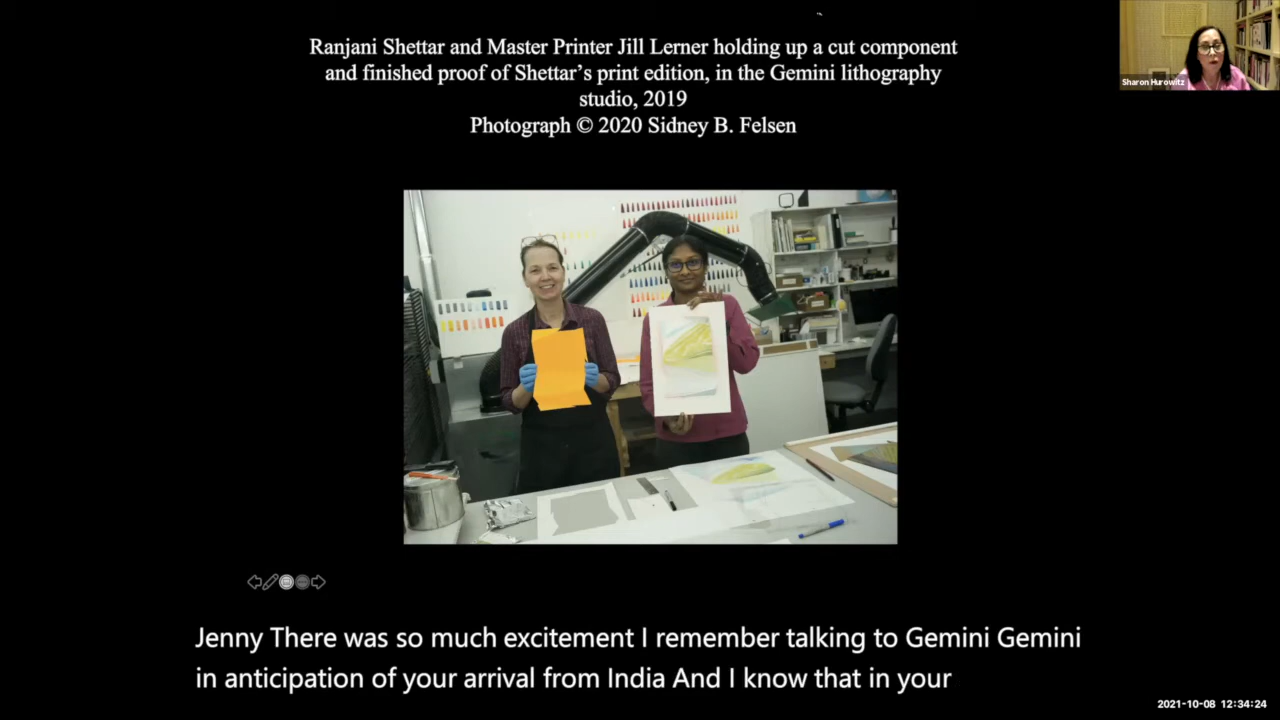 Ranjani Shettar and Master Printer Jill Lerner holding up a cut component
and finished proof of Shettar's print edition, in the Gemini lithography
studio, 2019
Photograph © 2020 Sidney B. Felsen
Sharon Hurowitz
Jenny There was so much excitement I remember talking to Gemini Gemini
in anticipation of your arrival from India And I know that in your
2021-10-08 12:34:24